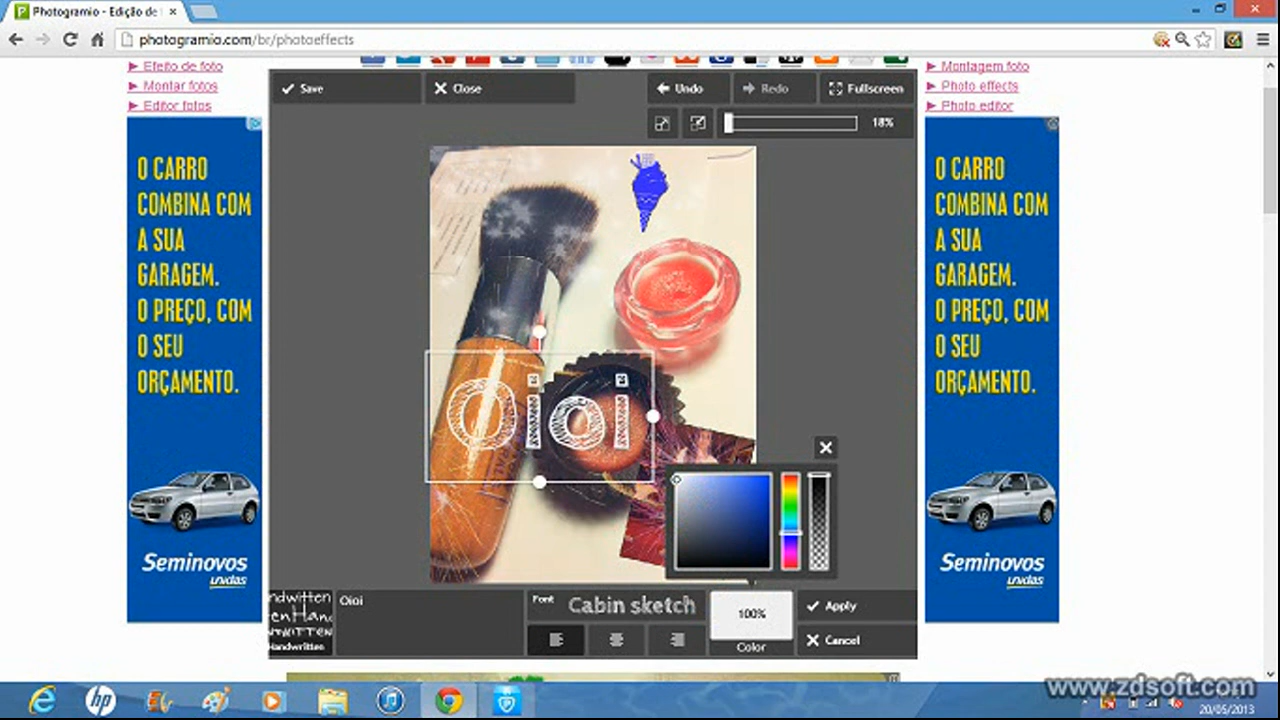 Photogramio - Edição de
photogramio.com/br/photoeffects
► Efeito de foto
► Montar fotos
► Editor fotos
► Montagem foto
► Photo effects
► Photo editor
Save
Close
Undo
Redo
Fullscreen
18%
O CARRO
COMBINA COM
A SUA
GARAGEM.
O PREÇO, COM
O SEU
ORÇAMENTO.
Seminovos
unidas
O CARRO
COMBINA COM
A SUA
GARAGEM.
O PREÇO, COM
O SEU
ORÇAMENTO.
Seminovos
unidas
Oioi
Handwritten
Oioi
Font
Cabin sketch
100%
Color
Apply
Cancel
www.zdsoft.com
20/05/2013